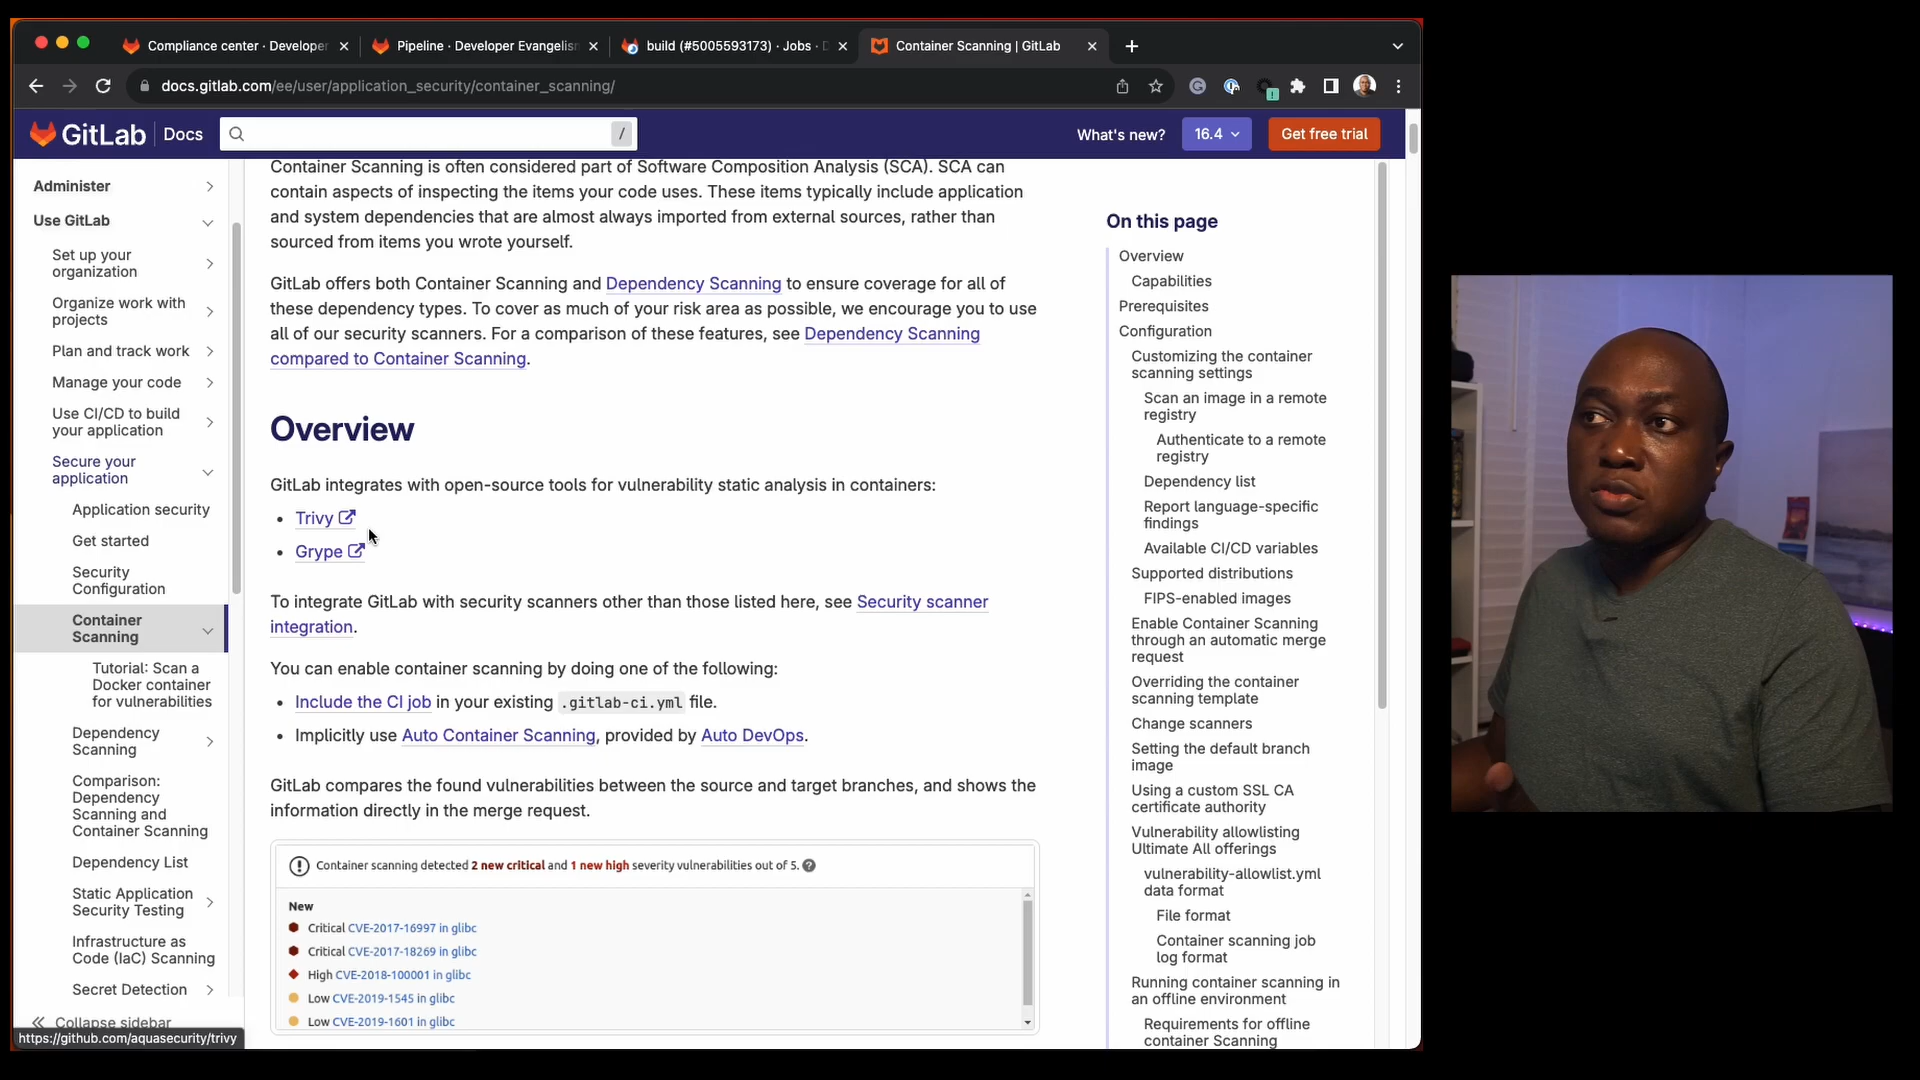 Compliance center · Developer
Pipeline · Developer Evangelis
build (#5005593173) · Jobs · D
Container Scanning | GitLab
docs.gitlab.com/ee/user/application_security/container_scanning/
GitLab Docs
/
What's new?
16.4
Get free trial
Administer
Use GitLab
Set up your
organization
Organize work with
projects
Plan and track work
Manage your code
Use CI/CD to build
your application
Secure your
application
Application security
Get started
Security
Configuration
Container
Scanning
Tutorial: Scan a
Docker container
for vulnerabilities
Dependency
Scanning
Comparison:
Dependency
Scanning and
Container Scanning
Dependency List
Static Application
Security Testing
Infrastructure as
Code (IaC) Scanning
Secret Detection
Collapse sidebar
https://github.com/aquasecurity/trivy
Container Scanning is often considered part of Software Composition Analysis (SCA). SCA can
contain aspects of inspecting the items your code uses. These items typically include application
and system dependencies that are almost always imported from external sources, rather than
sourced from items you wrote yourself.
GitLab offers both Container Scanning and Dependency Scanning to ensure coverage for all of
these dependency types. To cover as much of your risk area as possible, we encourage you to use
all of our security scanners. For a comparison of these features, see Dependency Scanning
compared to Container Scanning.
Overview
GitLab integrates with open-source tools for vulnerability static analysis in containers:
• Trivy
• Grype
To integrate GitLab with security scanners other than those listed here, see Security scanner
integration.
You can enable container scanning by doing one of the following:
• Include the CI job in your existing .gitlab-ci.yml file.
• Implicitly use Auto Container Scanning, provided by Auto DevOps.
GitLab compares the found vulnerabilities between the source and target branches, and shows the
information directly in the merge request.
Container scanning detected 2 new critical and 1 new high severity vulnerabilities out of 5.
New
Critical CVE-2017-16997 in glibc
Critical CVE-2017-18269 in glibc
High CVE-2018-100001 in glibc
Low CVE-2019-1545 in glibc
Low CVE-2019-1601 in glibc
On this page
Overview
Capabilities
Prerequisites
Configuration
Customizing the container
scanning settings
Scan an image in a remote
registry
Authenticate to a remote
registry
Dependency list
Report language-specific
findings
Available CI/CD variables
Supported distributions
FIPS-enabled images
Enable Container Scanning
through an automatic merge
request
Overriding the container
scanning template
Change scanners
Setting the default branch
image
Using a custom SSL CA
certificate authority
Vulnerability allowlisting
Ultimate All offerings
vulnerability-allowlist.yml
data format
File format
Container scanning job
log format
Running container scanning in
an offline environment
Requirements for offline
container Scanning